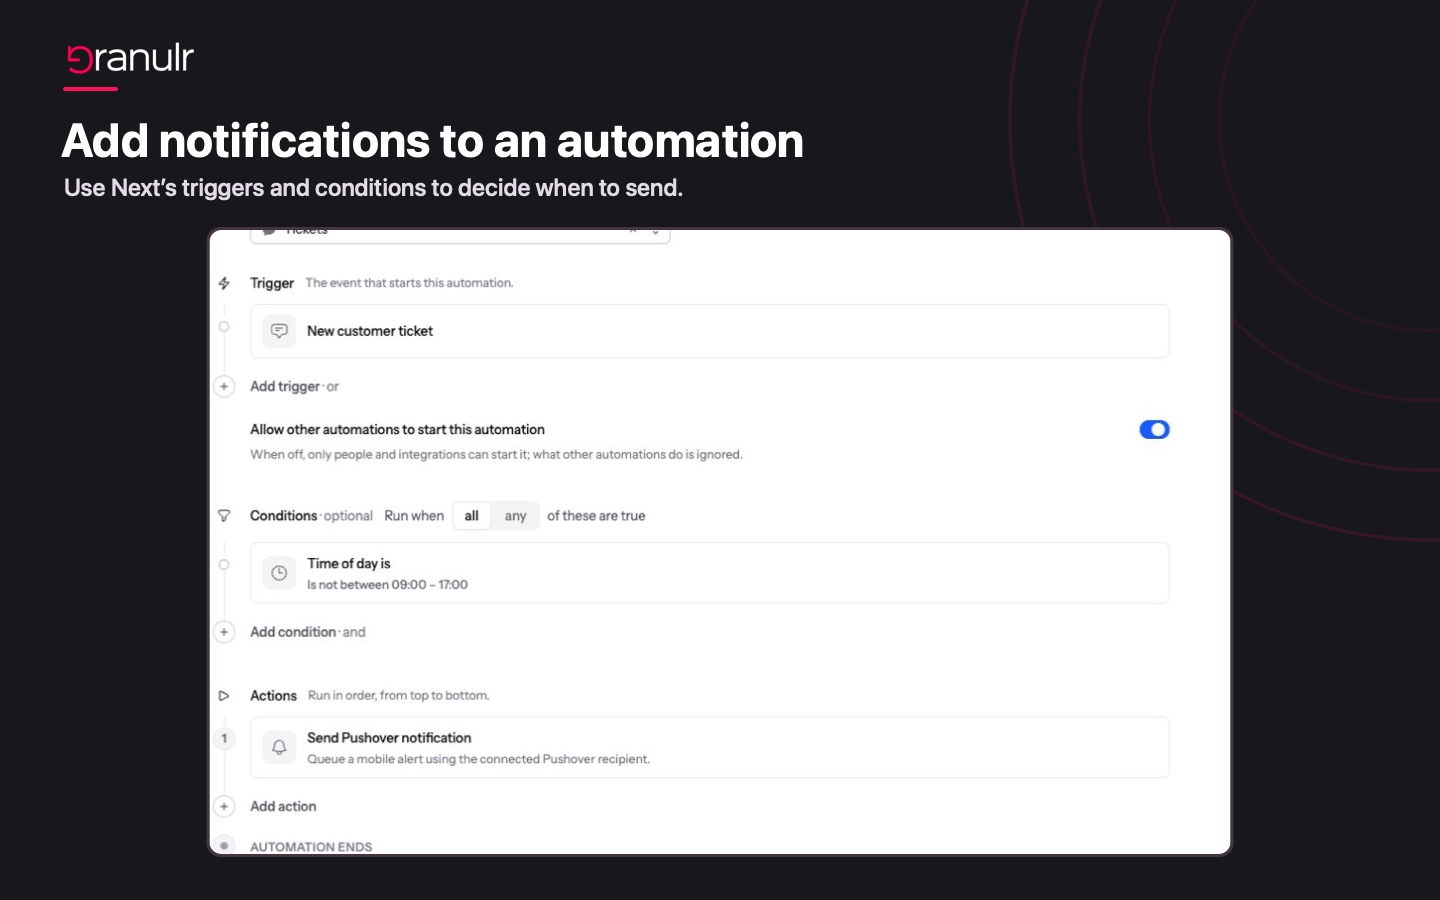 granulr
Add notifications to an automation
Use Next's triggers and conditions to decide when to send.
Tickets
Trigger The event that starts this automation.
New customer ticket
Add trigger · or
Allow other automations to start this automation
When off, only people and integrations can start it; what other automations do is ignored.
Conditions · optional Run when all any of these are true
Time of day is
Is not between 09:00 – 17:00
Add condition · and
Actions Run in order, from top to bottom.
1
Send Pushover notification
Queue a mobile alert using the connected Pushover recipient.
Add action
AUTOMATION ENDS